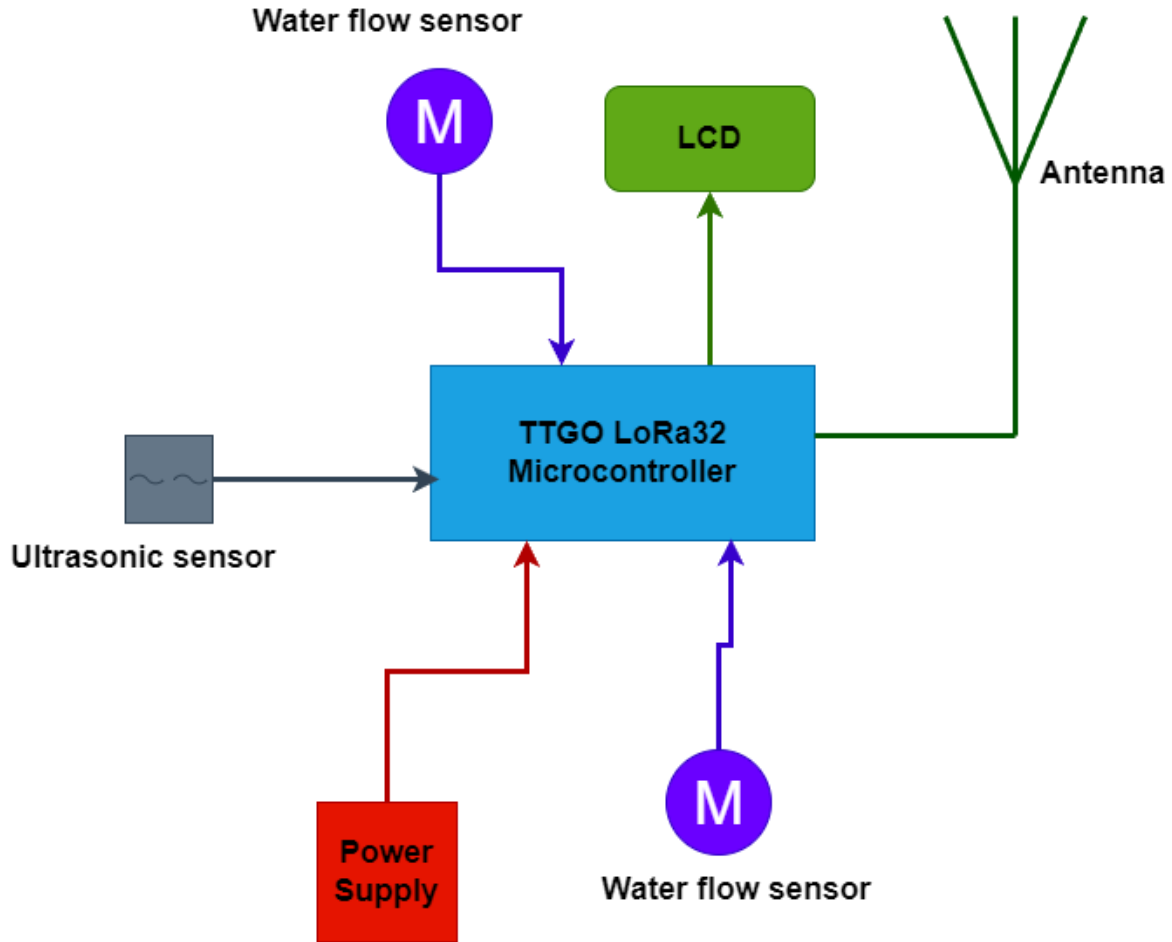 Water flow sensor
M
LCD
Antenna
TTGO LoRa32
Microcontroller
Ultrasonic sensor
Power
Supply
M
Water flow sensor